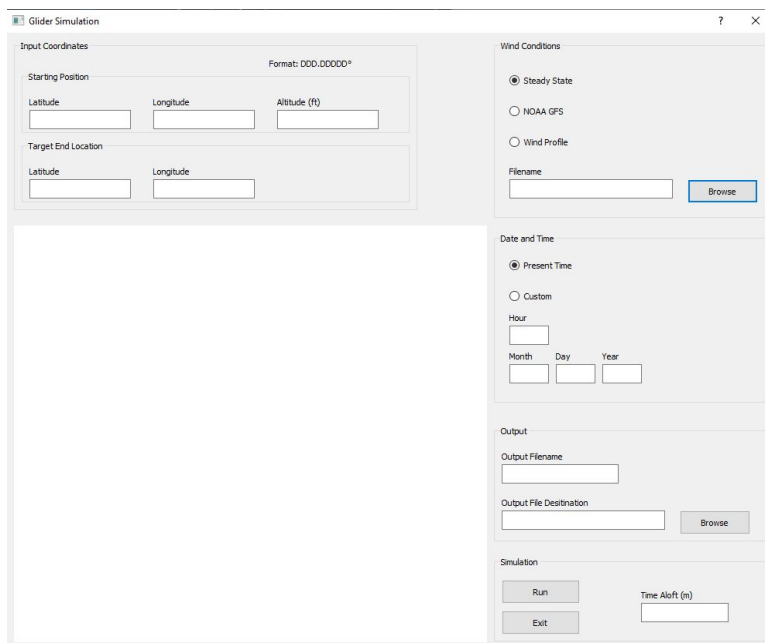 Glider Simulation
Input Coordinates
Format: DDD.DDDDD°
Starting Position
Latitude
Longitude
Altitude (ft)
Target End Location
Latitude
Longitude
Wind Conditions
Steady State
NOAA GFS
Wind Profile
Filename
Browse
Date and Time
Present Time
Custom
Hour
Month
Day
Year
Output
Output Filename
Output File Desitination
Browse
Simulation
Run
Time Aloft (m)
Exit